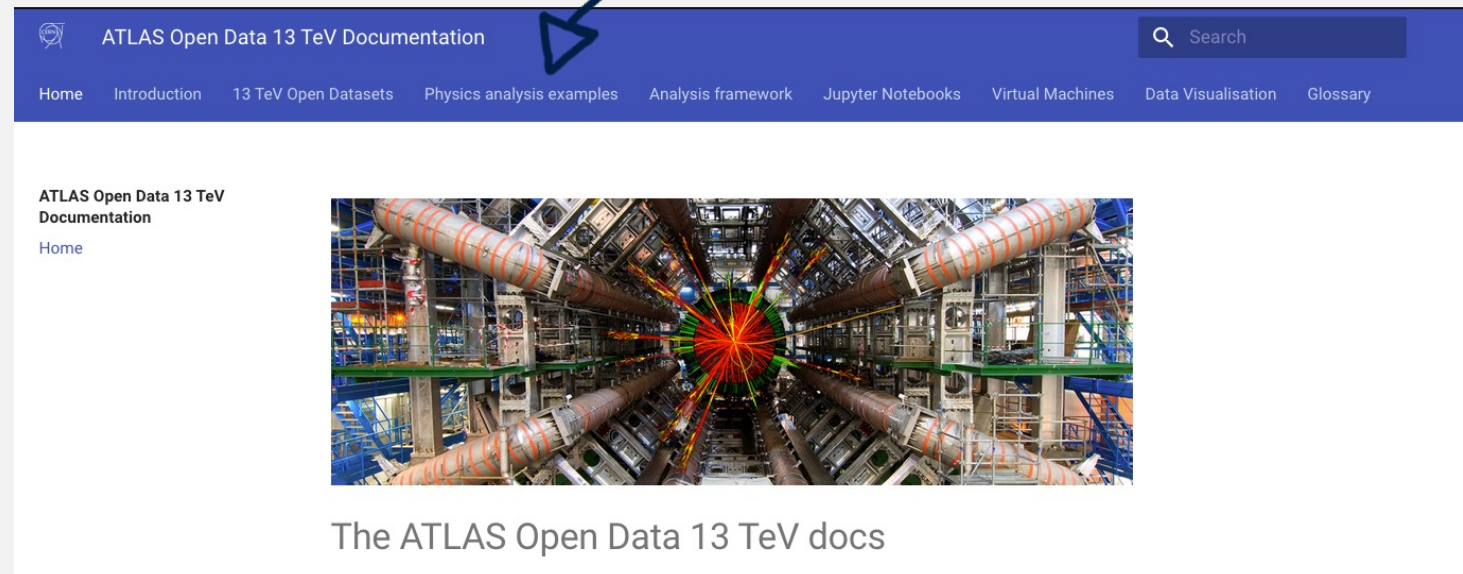 CERN
ATLAS Open Data 13 TeV Documentation
Search
Home Introduction 13 TeV Open Datasets Physics analysis examples Analysis framework Jupyter Notebooks Virtual Machines Data Visualisation Glossary
ATLAS Open Data 13 TeV
Documentation
Home
The ATLAS Open Data 13 TeV docs